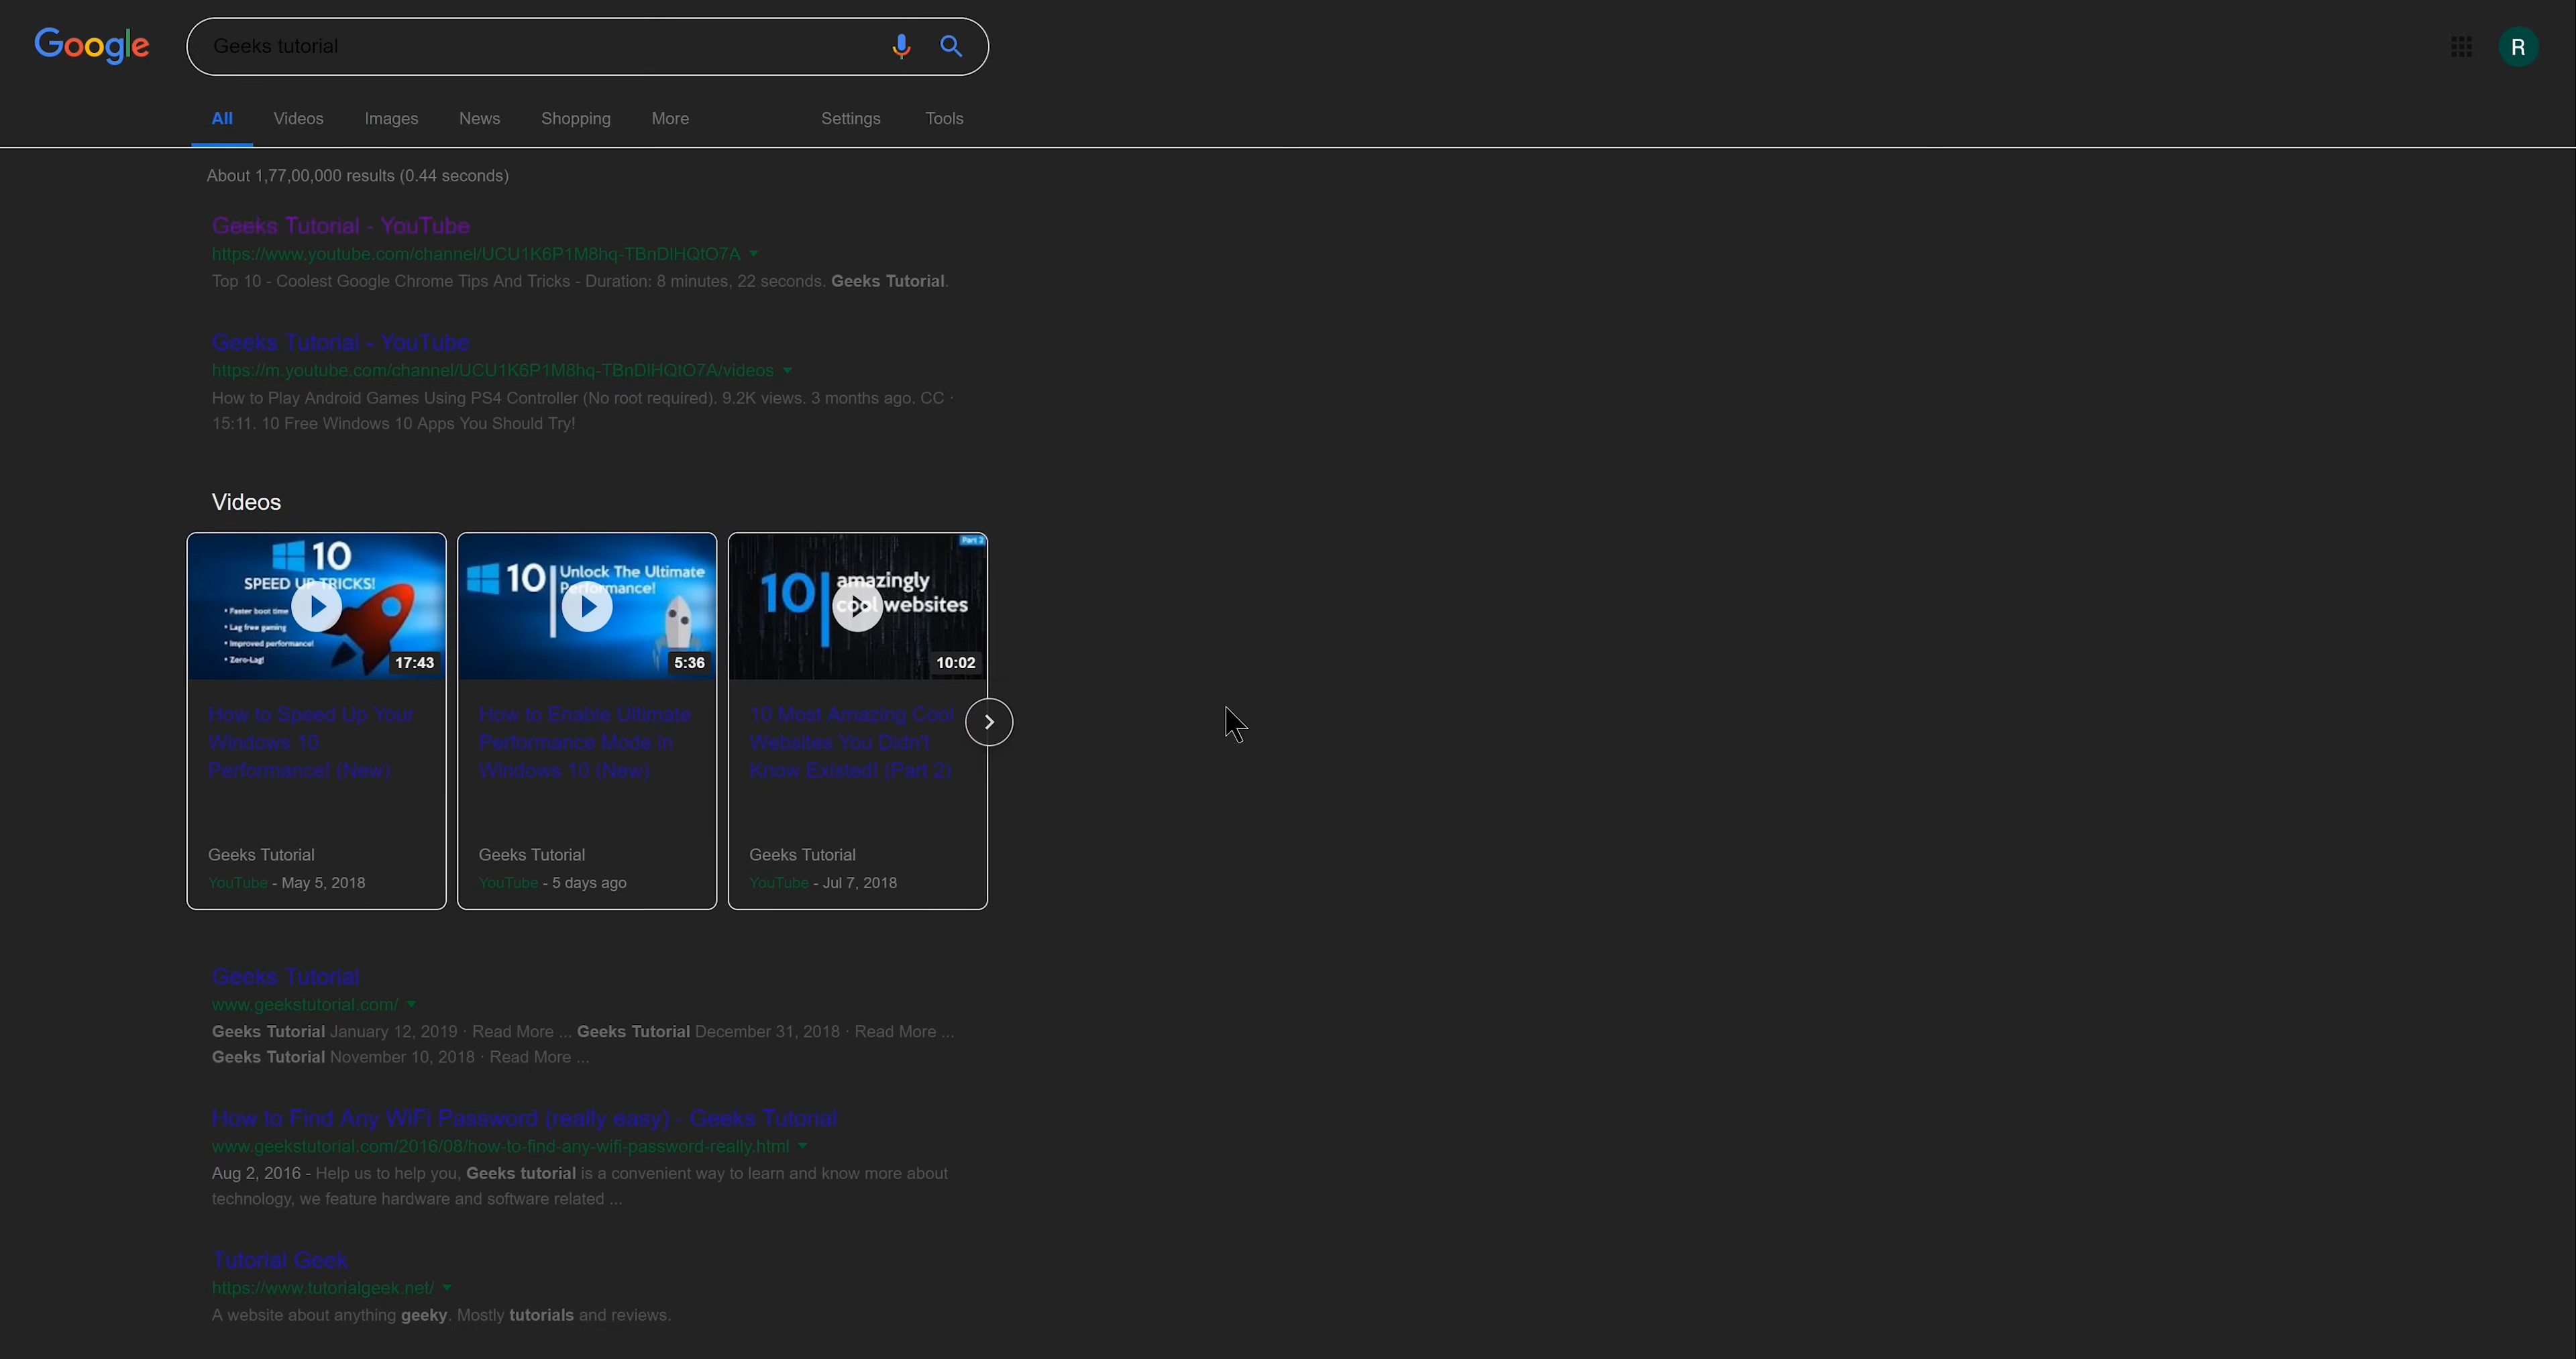 Google
Geeks tutorial
R
All Videos Images News Shopping More Settings Tools
About 1,77,00,000 results (0.44 seconds)
Geeks Tutorial - YouTube
https://www.youtube.com/channel/UCU1K6P1M8hq-TBnDlHQtO7A
Top 10 - Coolest Google Chrome Tips And Tricks - Duration: 8 minutes, 22 seconds. Geeks Tutorial.
Geeks Tutorial - YouTube
https://m.youtube.com/channel/UCU1K6P1M8hq-TBnDlHQtO7A/videos
How to Play Android Games Using PS4 Controller (No root required). 9.2K views. 3 months ago. CC ·
15:11. 10 Free Windows 10 Apps You Should Try!
Videos
10
SPEED UP TRICKS!
• Faster boot time
• Lag free gaming
• Improved performance!
• Zero-Lag!
17:43
How to Speed Up Your
Windows 10
Performance! (New)
Geeks Tutorial
YouTube - May 5, 2018
10 Unlock The Ultimate
Performance!
5:36
How to Enable Ultimate
Performance Mode in
Windows 10 (New)
Geeks Tutorial
YouTube - 5 days ago
Part 2
10 amazingly
cool websites
10:02
10 Most Amazing Cool
Websites You Didn't
Know Existed! (Part 2)
Geeks Tutorial
YouTube - Jul 7, 2018
Geeks Tutorial
www.geekstutorial.com/
Geeks Tutorial January 12, 2019 · Read More ... Geeks Tutorial December 31, 2018 · Read More ...
Geeks Tutorial November 10, 2018 · Read More ...
How to Find Any WiFi Password (really easy) - Geeks Tutorial
www.geekstutorial.com/2016/08/how-to-find-any-wifi-password-really.html
Aug 2, 2016 - Help us to help you, Geeks tutorial is a convenient way to learn and know more about
technology, we feature hardware and software related ...
Tutorial Geek
https://www.tutorialgeek.net/
A website about anything geeky. Mostly tutorials and reviews.